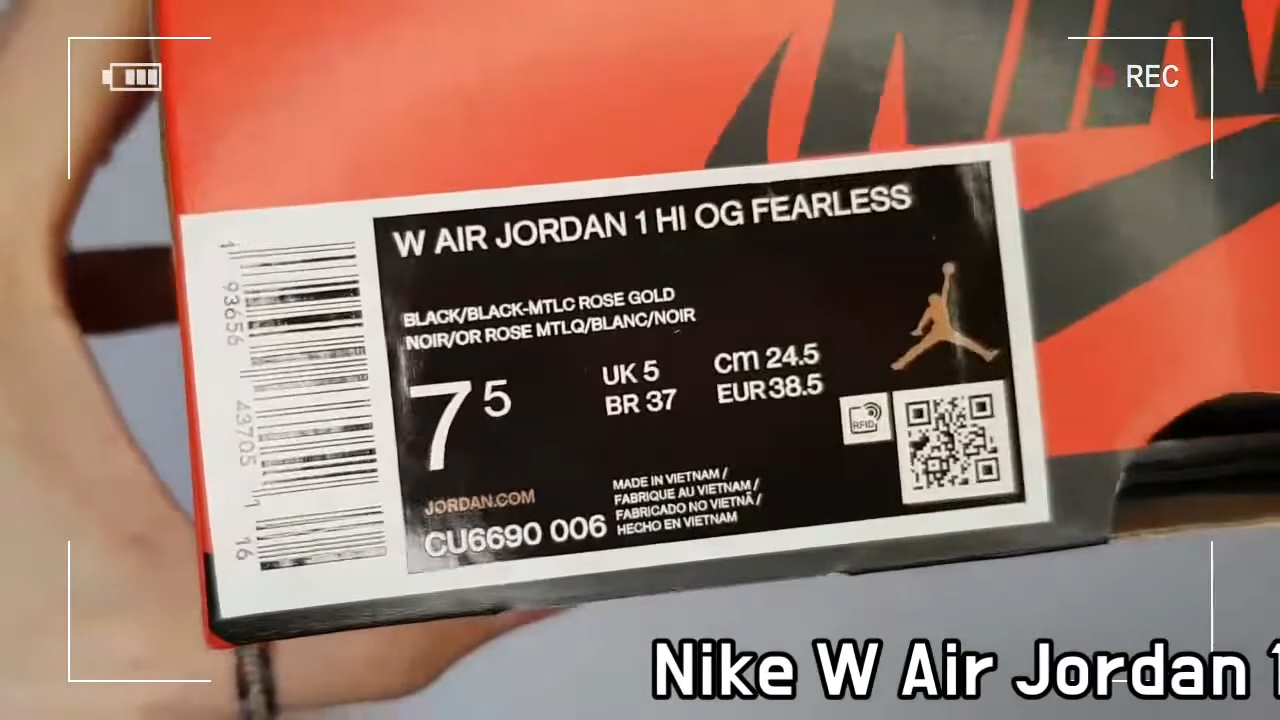 REC
NIKE
W AIR JORDAN 1 HI OG FEARLESS
BLACK/BLACK-MTLC ROSE GOLD
NOIR/OR ROSE MTLQ/BLANC/NOIR
7 5
UK 5
BR 37
cm 24.5
EUR 38.5
RFID
JORDAN.COM
CU6690 006
MADE IN VIETNAM /
FABRIQUE AU VIETNAM /
FABRICADO NO VIETNÃ /
HECHO EN VIETNAM
1 93656 43705 1 16
Nike W Air Jordan 1